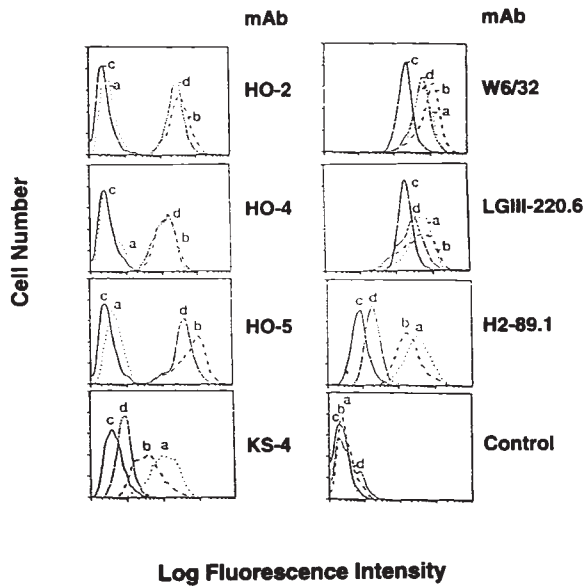 mAb
mAb
c
a
d
b
HO-2
c
d
b
a
W6/32
Cell Number
c
a
d
b
HO-4
c
d
a
b
LGIII-220.6
c
a
d
b
HO-5
c
d
b
a
H2-89.1
c
d
b
a
KS-4
a
b
c
d
Control
Log Fluorescence Intensity